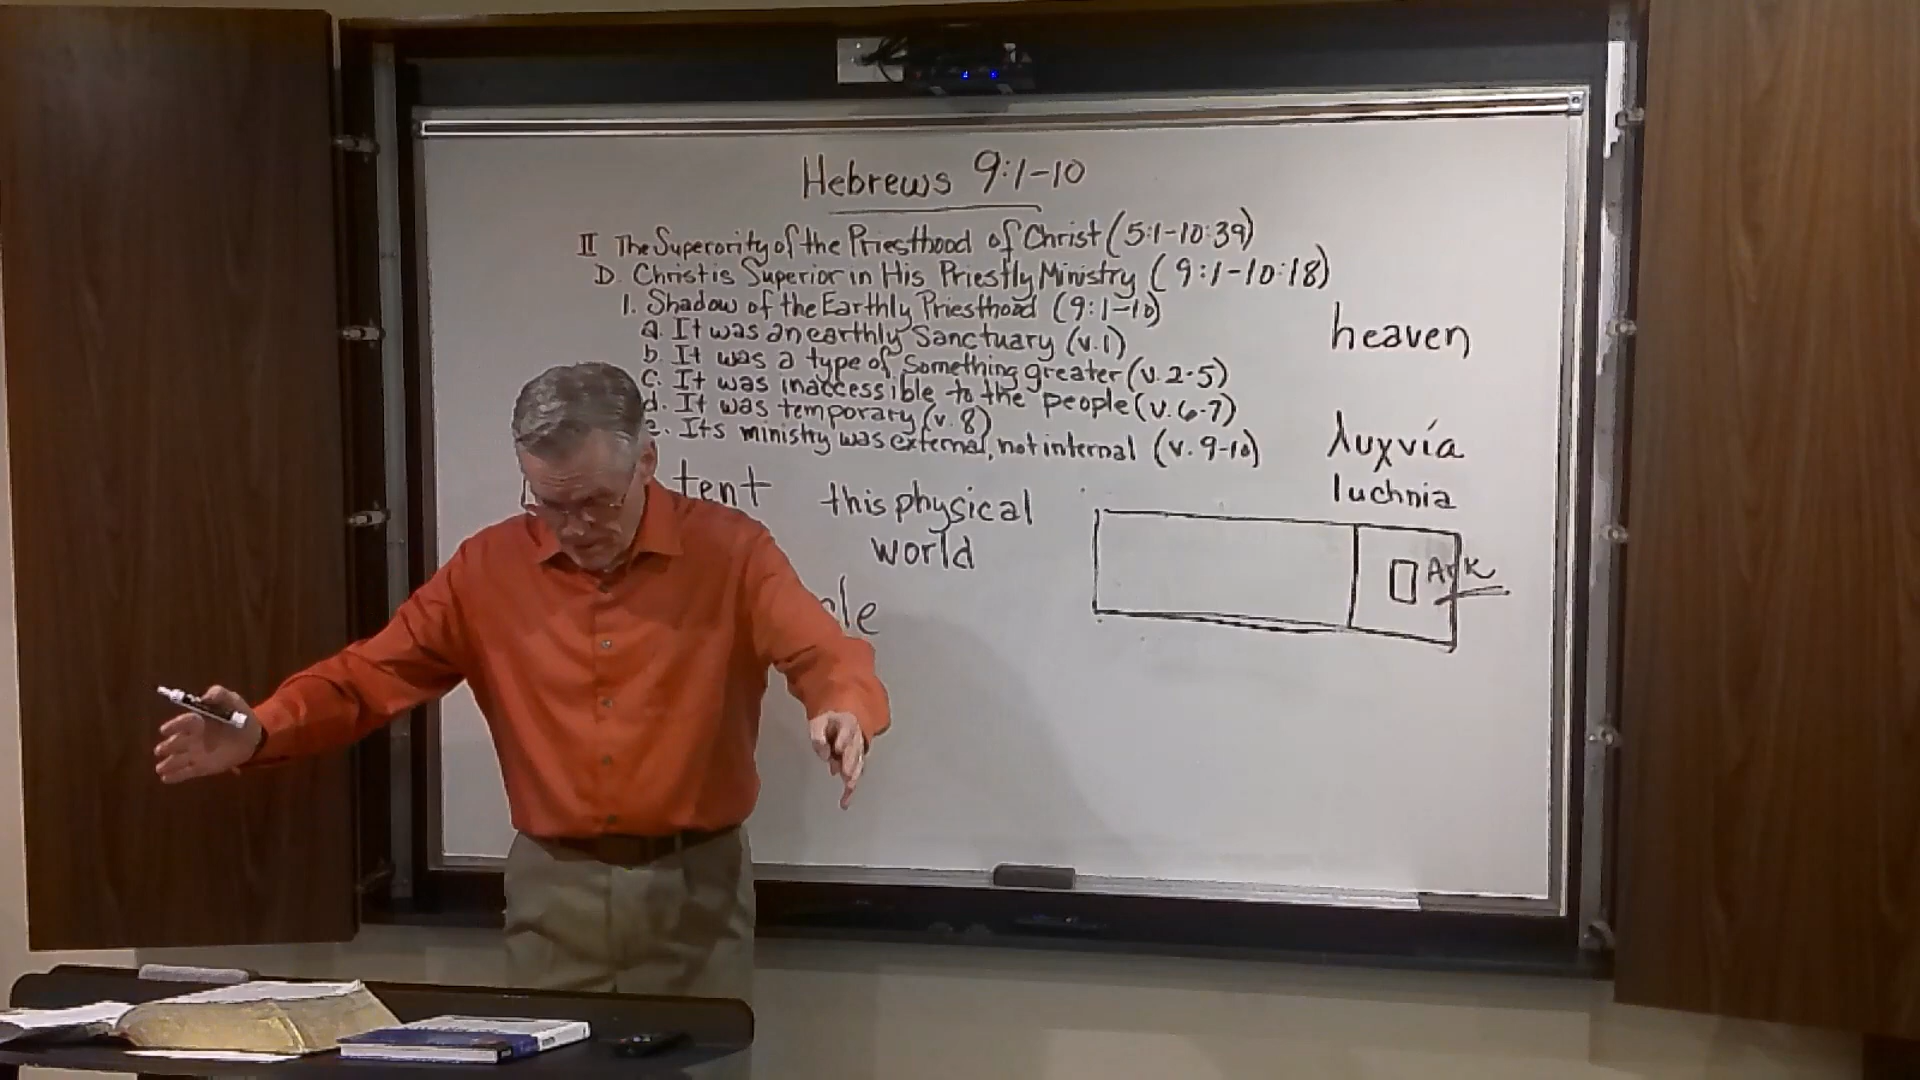 Hebrews 9:1-10
II The Superority of the Priesthood of Christ (5:1-10:39)
D. Christ is Superior in His Priestly Ministry (9:1-10:18)
1. Shadow of the Earthly Priesthood (9:1-10)
a. It was an earthly Sanctuary (v.1)
b. It was a type of Something greater (v.2-5)
c. It was inaccessible to the people (v.6-7)
d. It was temporary (v.8)
e. Its ministry was external, not internal (v.9-10)
tent
this physical
world
heaven
λυχνία
luchnia
Ark